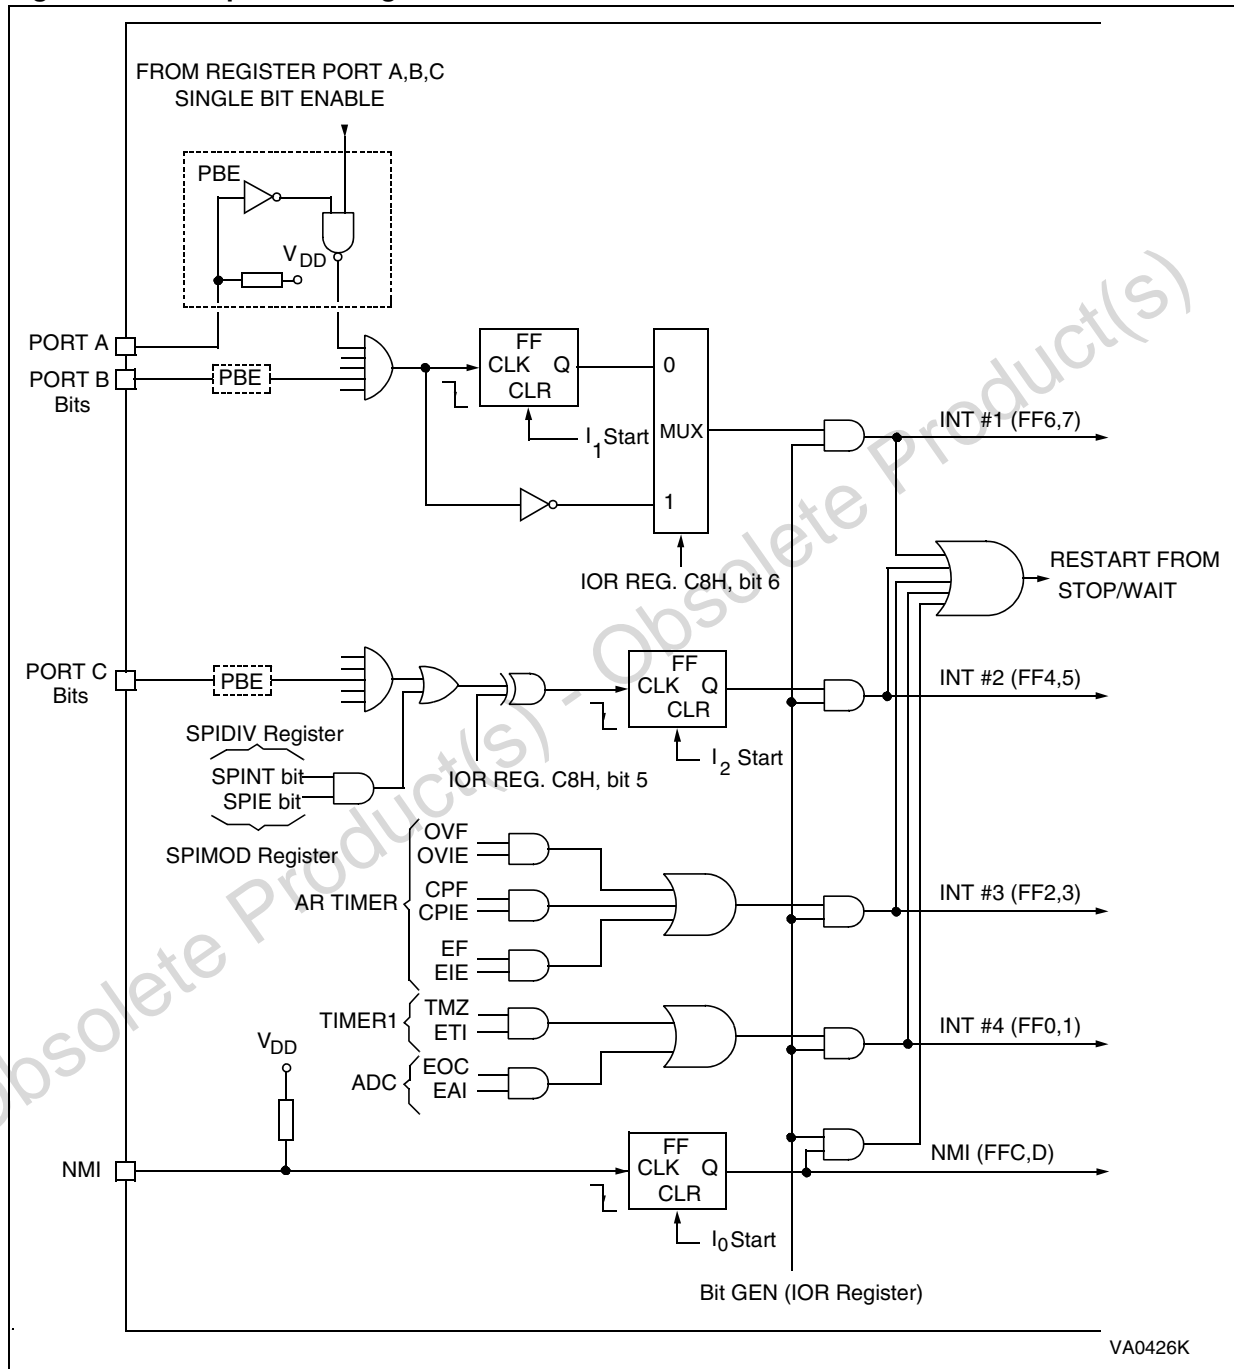 FROM REGISTER PORT A,B,C
SINGLE BIT ENABLE
PBE
VDD
PORT A
PORT B
Bits
PBE
FF
CLK Q
CLR
I1 Start
0
MUX
1
IOR REG. C8H, bit 6
INT #1 (FF6,7)
RESTART FROM
STOP/WAIT
PORT C
Bits
PBE
FF
CLK Q
CLR
I2 Start
INT #2 (FF4,5)
SPIDIV Register
SPINT bit
SPIE bit
SPIMOD Register
IOR REG. C8H, bit 5
AR TIMER
OVF
OVIE
CPF
CPIE
EF
EIE
INT #3 (FF2,3)
TIMER1
TMZ
ETI
ADC
EOC
EAI
INT #4 (FF0,1)
VDD
NMI
FF
CLK Q
CLR
I0 Start
NMI (FFC,D)
Bit GEN (IOR Register)
VA0426K
Obsolete Product(s) - Obsolete Product(s)